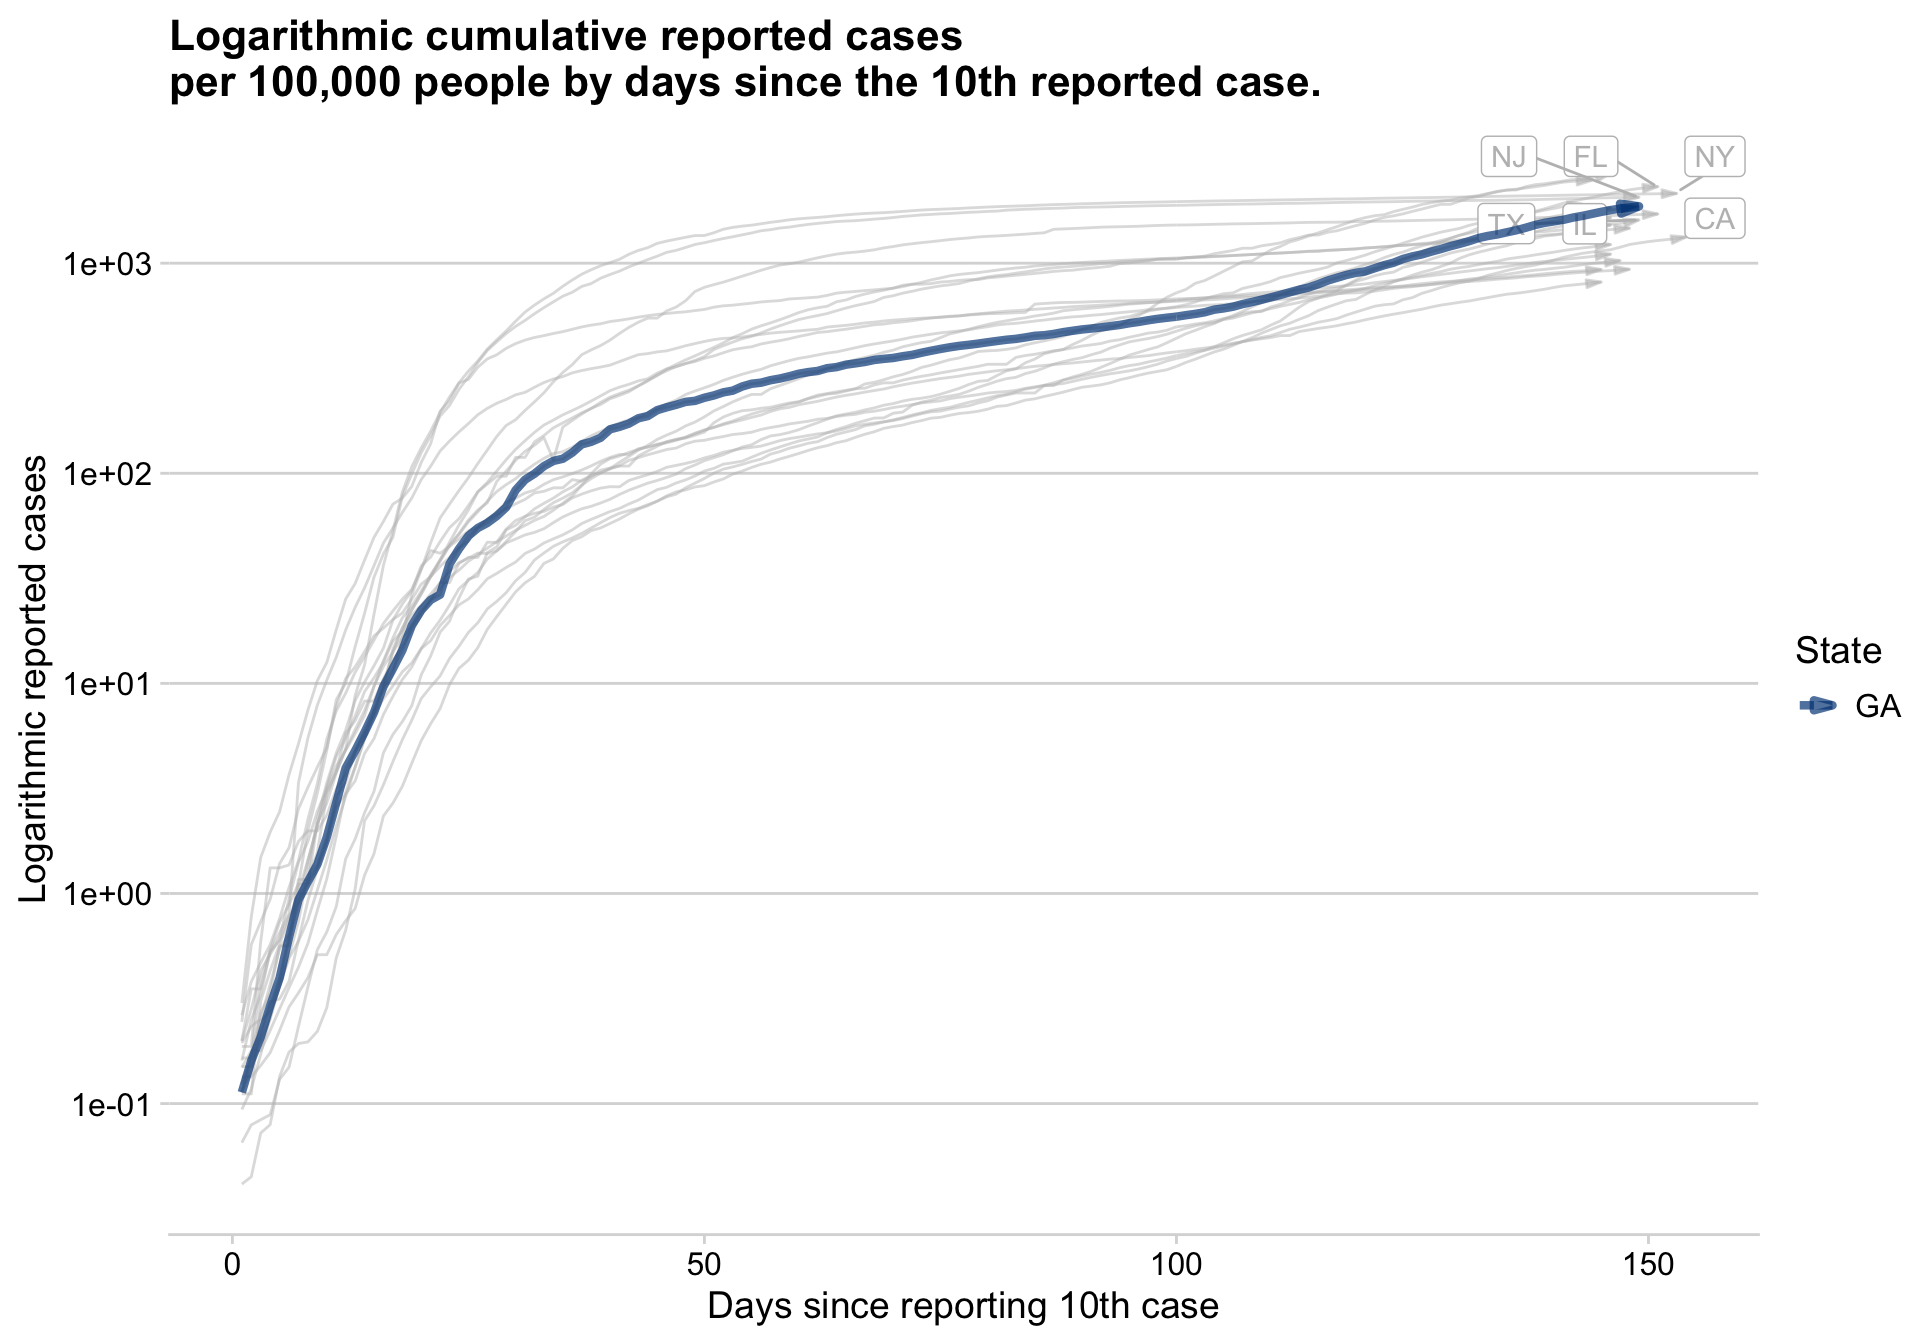 Logarithmic cumulative reported cases
per 100,000 people by days since the 10th reported case.
NJ
FL
NY
TX
IL
CA
1e+03
1e+02
1e+01
1e+00
1e-01
Logarithmic reported cases
0
50
100
150
Days since reporting 10th case
State
GA